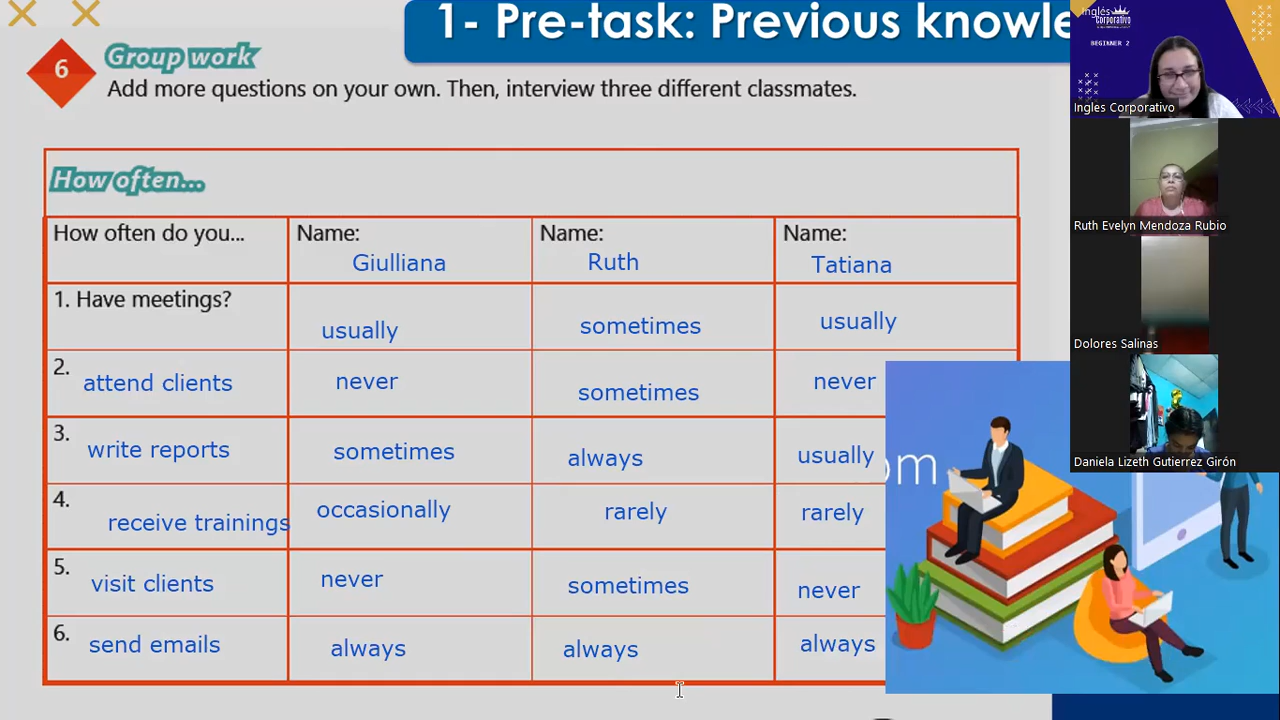 1- Pre-task: Previous knowle
6
Group work
Add more questions on your own. Then, interview three different classmates.
How often...
How often do you... Name: Name: Name:
Giulliana Ruth Tatiana
1. Have meetings? usually sometimes usually
2. attend clients never sometimes never
3. write reports sometimes always usually
4. receive trainings occasionally rarely rarely
5. visit clients never sometimes never
6. send emails always always always
om
Inglés
Corporativo
BEGINNER 2
Ingles Corporativo
Ruth Evelyn Mendoza Rubio
Dolores Salinas
Daniela Lizeth Gutierrez Girón